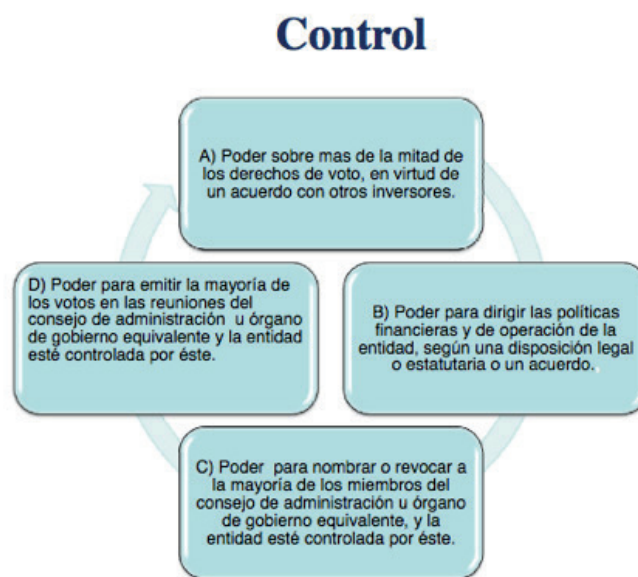 Control
A) Poder sobre mas de la mitad de
los derechos de voto, en virtud de
un acuerdo con otros inversores.
B) Poder para dirigir las políticas
financieras y de operación de la
entidad, según una disposición legal
o estatutaria o un acuerdo.,
C) Poder para nombrar o revocar a
la mayoría de los miembros del
consejo de administración u órgano
de gobierno equivalente, y la
entidad esté controlada por éste.
D) Poder para emitir la mayoría de
los votos en las reuniones del
consejo de administración u órgano
de gobierno equivalente y la entidad
esté controlada por éste.